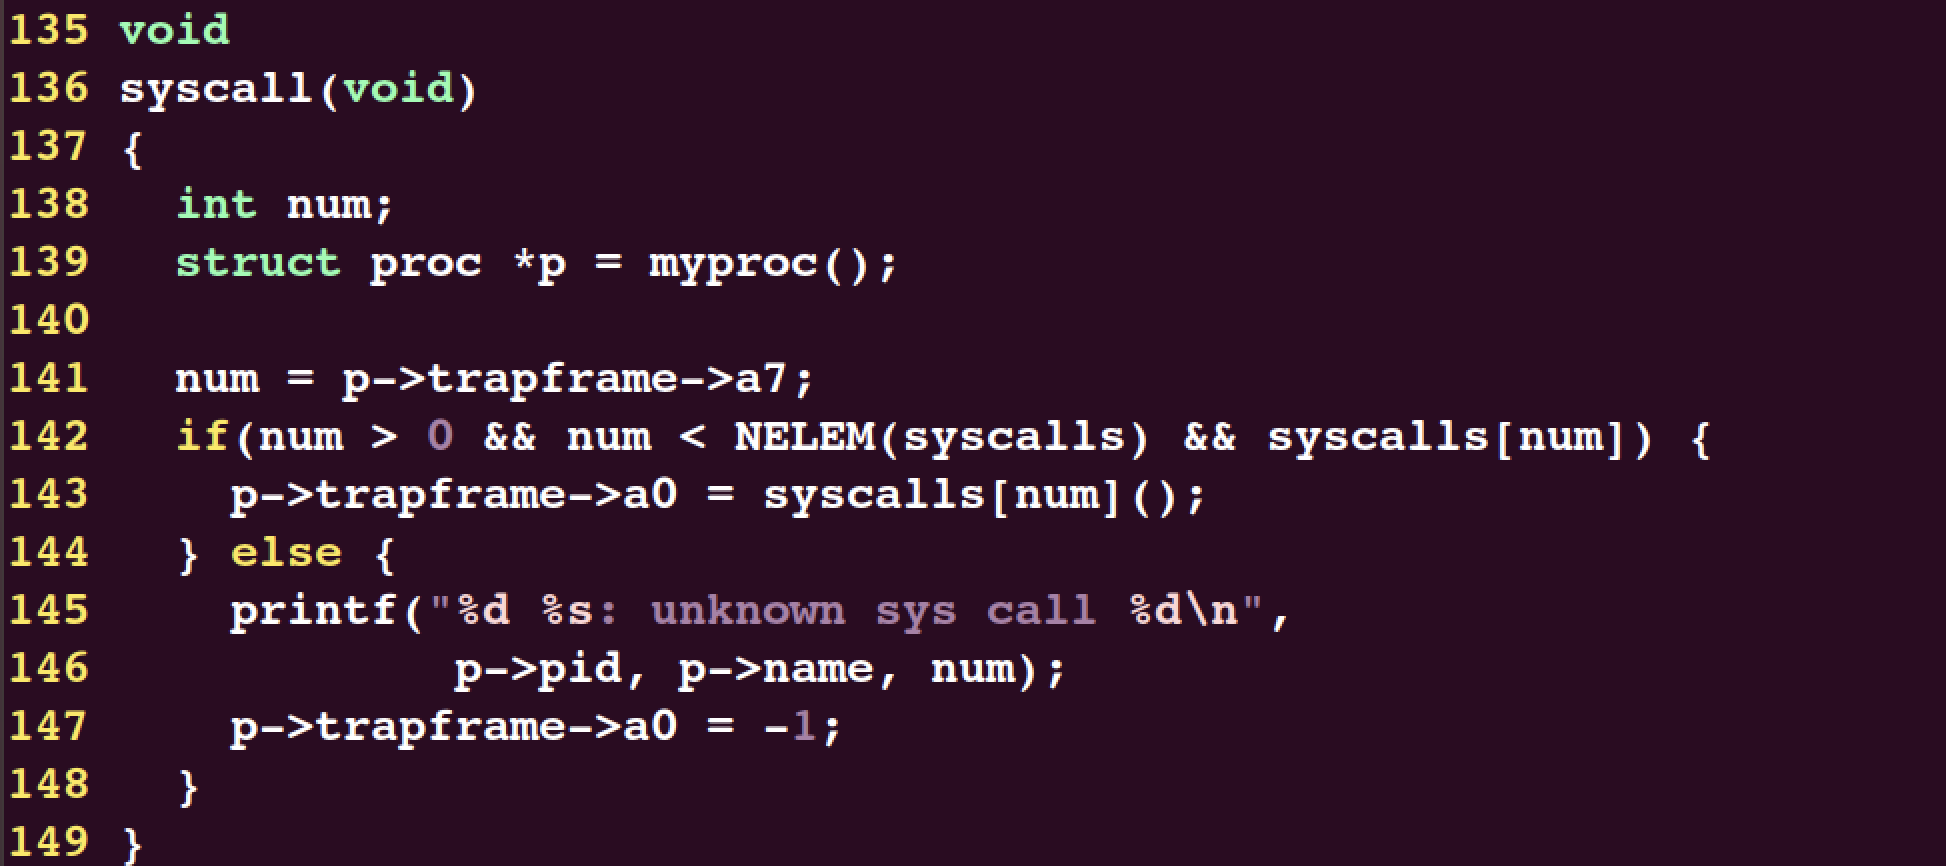 135 void
136 syscall(void)
137 {
138   int num;
139   struct proc *p = myproc();
140
141   num = p->trapframe->a7;
142   if(num > 0 && num < NELEM(syscalls) && syscalls[num]) {
143     p->trapframe->a0 = syscalls[num]();
144   } else {
145     printf("%d %s: unknown sys call %d\n",
146             p->pid, p->name, num);
147     p->trapframe->a0 = -1;
148   }
149 }